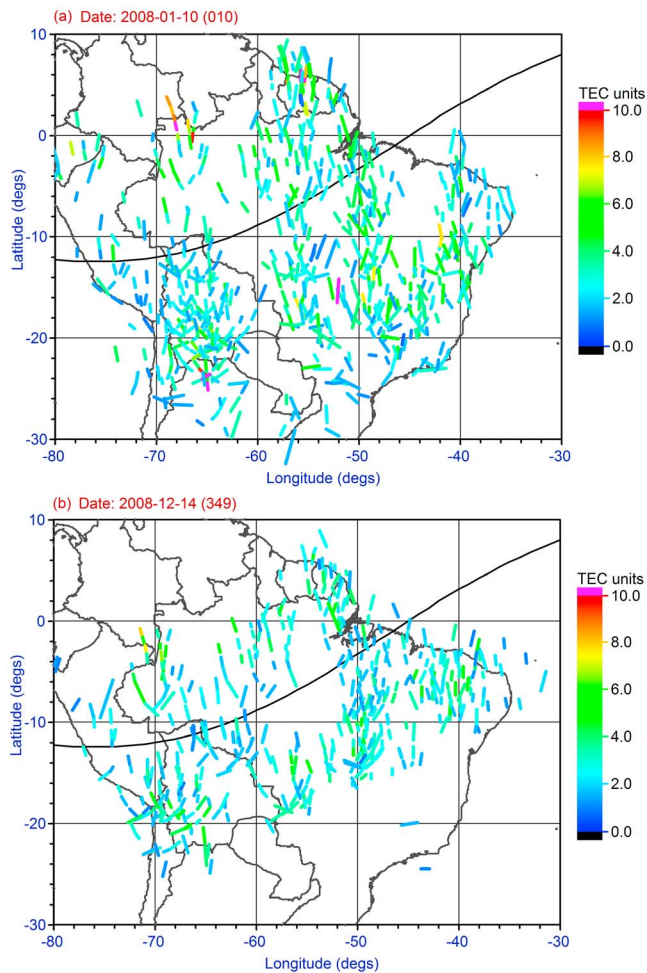 (a) Date: 2008-01-10 (010)
TEC units
10
0
-10
-20
-30
Latitude (degs)
-80 -70 -60 -50 -40 -30
Longitude (degs)
10.0
8.0
6.0
4.0
2.0
0.0
(b) Date: 2008-12-14 (349)
TEC units
10
0
-10
-20
-30
Latitude (degs)
-80 -70 -60 -50 -40 -30
Longitude (degs)
10.0
8.0
6.0
4.0
2.0
0.0